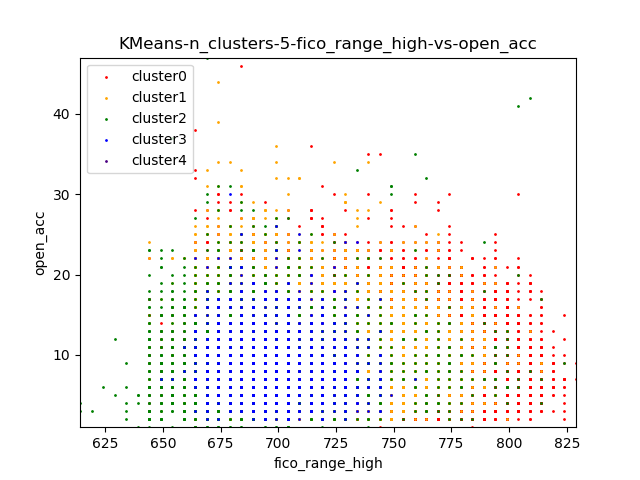 KMeans-n_clusters-5-fico_range_high-vs-open_acc
cluster0
cluster1
cluster2
cluster3
cluster4
open_acc
40
30
20
10
625 650 675 700 725 750 775 800 825
fico_range_high